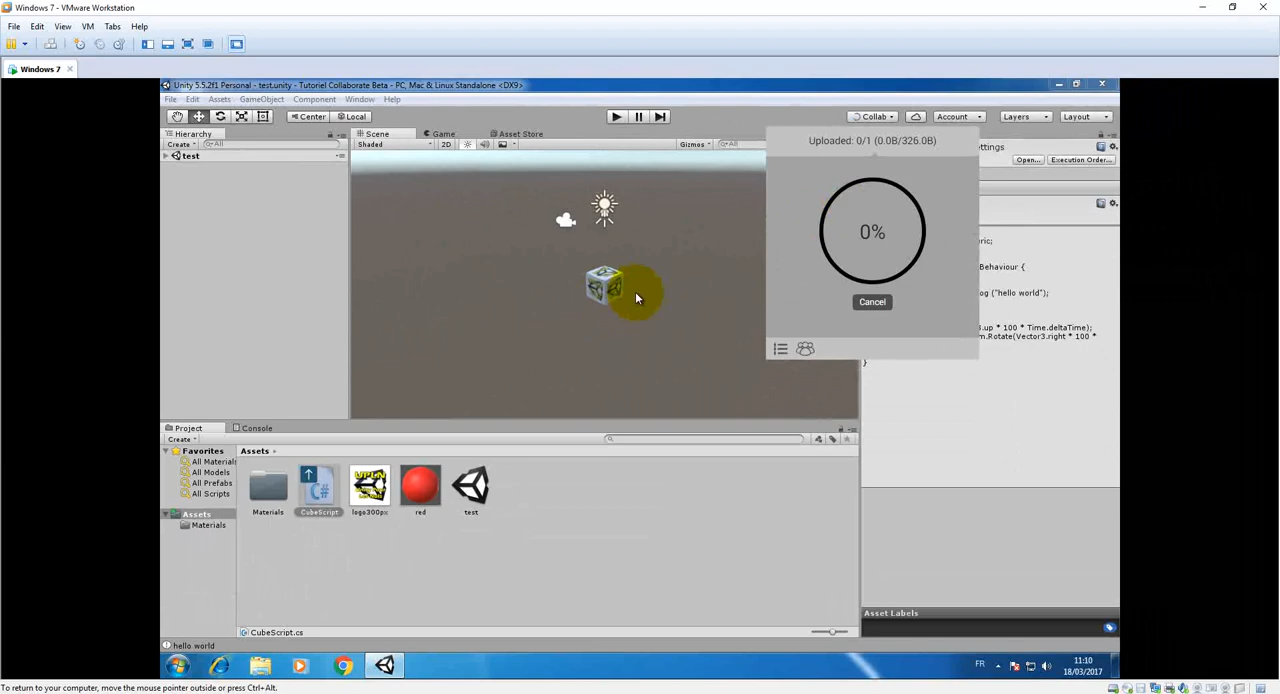 Windows 7 - VMware Workstation
File Edit View VM Tabs Help
Windows 7
Unity 5.5.2f1 Personal - test.unity - Tutoriel Collaborate Beta - PC, Mac & Linux Standalone <DX9>
File Edit Assets GameObject Component Window Help
Center Local Collab Account Layers Layout
Hierarchy Scene Game Asset Store
Create All Shaded 2D Gizmos All
test
Uploaded: 0/1 (0.0B/326.0B)
0%
Cancel
ettings
Open... Execution Order...
eric;
Behaviour {
og ("hello world");
3.up * 100 * Time.deltaTime);
m.Rotate(Vector3.right * 100 *
}
Project Console
Create
Favorites
All Materials
All Models
All Prefabs
All Scripts
Assets
Materials
Assets
Materials CubeScript logo300px red test
UPLN
CubeScript.cs
Asset Labels
hello world
FR 11:10
18/03/2017
To return to your computer, move the mouse pointer outside or press Ctrl+Alt.